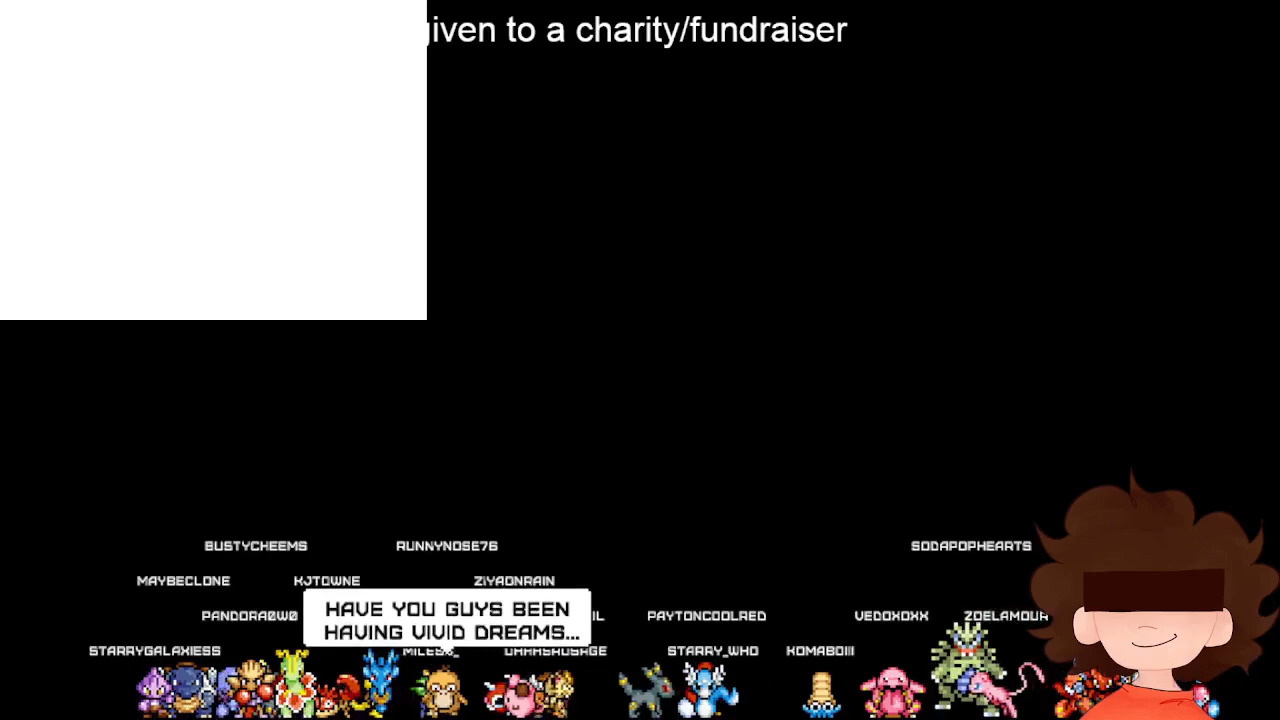 given to a charity/fundraiser
BUSTYCHEEMS RUNNYNOSE76 SODAPOPHEARTS
MAYBECLONE KJTOWNE ZIYAONRAIN
PANDORA0W0 HAVE YOU GUYS BEEN PAYTONCOOLRED VEDOXOXX ZOELAMOUR
HAVING VIVID DREAMS...
STARRYGALAXIESS STARRY_WHO KOMABOIII